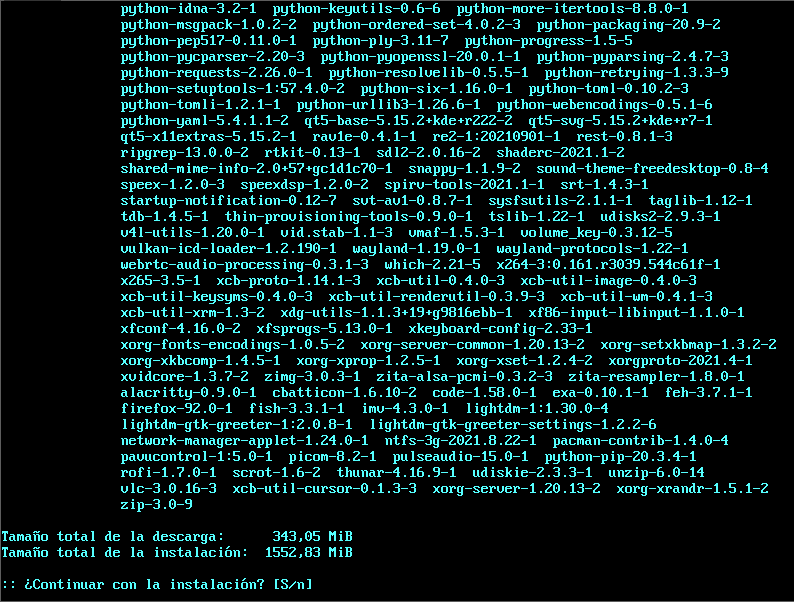 python-idna-3.2-1 python-keyutils-0.6-6 python-more-itertools-8.8.0-1
python-msgpack-1.0.2-2 python-ordered-set-4.0.2-3 python-packaging-20.9-2
python-pep517-0.11.0-1 python-ply-3.11-7 python-progress-1.5-5
python-pycparser-2.20-3 python-pyopenssl-20.0.1-1 python-pyparsing-2.4.7-3
python-requests-2.26.0-1 python-resolvelib-0.5.5-1 python-retrying-1.3.3-9
python-setuptools-1:57.4.0-2 python-six-1.16.0-1 python-toml-0.10.2-3
python-tomli-1.2.1-1 python-urllib3-1.26.6-1 python-webencodings-0.5.1-6
python-yaml-5.4.1.1-2 qt5-base-5.15.2+kde+r222-2 qt5-svg-5.15.2+kde+r7-1
qt5-x11extras-5.15.2-1 rav1e-0.4.1-1 re2-1:20210901-1 rest-0.8.1-3
ripgrep-13.0.0-2 rtkit-0.13-1 sdl2-2.0.16-2 shaderc-2021.1-2
shared-mime-info-2.0+57+gc1d1c70-1 snappy-1.1.9-2 sound-theme-freedesktop-0.8-4
speex-1.2.0-3 speexdsp-1.2.0-2 spirv-tools-2021.1-1 srt-1.4.3-1
startup-notification-0.12-7 svt-av1-0.8.7-1 sysfsutils-2.1.1-1 taglib-1.12-1
tdb-1.4.5-1 thin-provisioning-tools-0.9.0-1 tslib-1.22-1 udisks2-2.9.3-1
v4l-utils-1.20.0-1 vid.stab-1.1-3 vmaf-1.5.3-1 volume_key-0.3.12-5
vulkan-icd-loader-1.2.190-1 wayland-1.19.0-1 wayland-protocols-1.22-1
webrtc-audio-processing-0.3.1-3 which-2.21-5 x264-3:0.161.r3039.544c61f-1
x265-3.5-1 xcb-proto-1.14.1-3 xcb-util-0.4.0-3 xcb-util-image-0.4.0-3
xcb-util-keysyms-0.4.0-3 xcb-util-renderutil-0.3.9-3 xcb-util-wm-0.4.1-3
xcb-util-xrm-1.3-2 xdg-utils-1.1.3+19+g9816ebb-1 xf86-input-libinput-1.1.0-1
xfconf-4.16.0-2 xfsprogs-5.13.0-1 xkeyboard-config-2.33-1
xorg-fonts-encodings-1.0.5-2 xorg-server-common-1.20.13-2 xorg-setxkbmap-1.3.2-2
xorg-xkbcomp-1.4.5-1 xorg-xprop-1.2.5-1 xorg-xset-1.2.4-2 xorgproto-2021.4-1
xvidcore-1.3.7-2 zimg-3.0.3-1 zita-alsa-pcmi-0.3.2-3 zita-resampler-1.8.0-1
alacritty-0.9.0-1 cbatticon-1.6.10-2 code-1.58.0-1 exa-0.10.1-1 feh-3.7.1-1
firefox-92.0-1 fish-3.3.1-1 imv-4.3.0-1 lightdm-1:1.30.0-4
lightdm-gtk-greeter-1:2.0.8-1 lightdm-gtk-greeter-settings-1.2.2-6
network-manager-applet-1.24.0-1 ntfs-3g-2021.8.22-1 pacman-contrib-1.4.0-4
pavucontrol-1:5.0-1 picom-8.2-1 pulseaudio-15.0-1 python-pip-20.3.4-1
rofi-1.7.0-1 scrot-1.6-2 thunar-4.16.9-1 udiskie-2.3.3-1 unzip-6.0-14
vlc-3.0.16-3 xcb-util-cursor-0.1.3-3 xorg-server-1.20.13-2 xorg-xrandr-1.5.1-2
zip-3.0-9
Tamaño total de la descarga: 343,05 MiB
Tamaño total de la instalación: 1552,83 MiB
:: ¿Continuar con la instalación? [S/n]